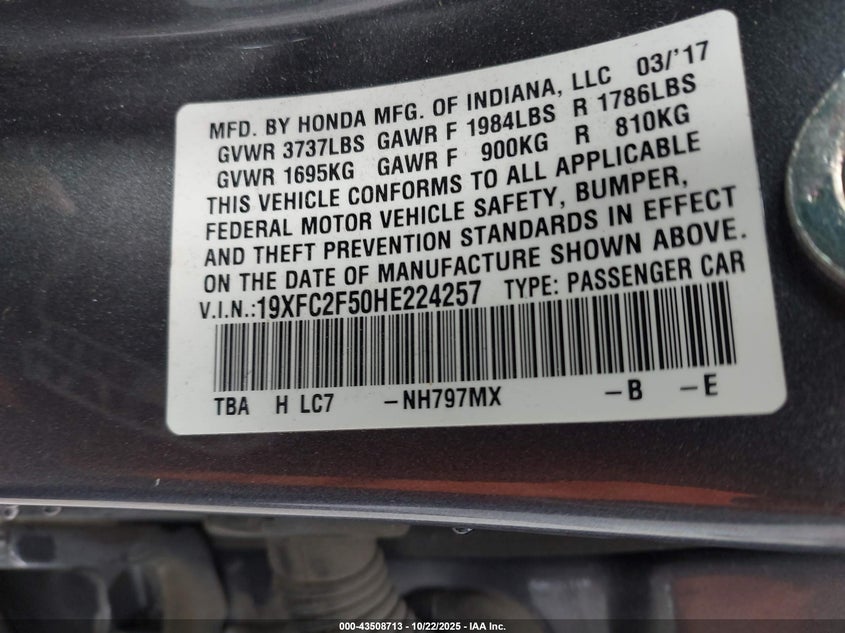 MFD. BY HONDA MFG. OF INDIANA, LLC 03/'17
GVWR 3737LBS GAWR F 1984LBS R 1786LBS
GVWR 1695KG GAWR F 900KG R 810KG
THIS VEHICLE CONFORMS TO ALL APPLICABLE
FEDERAL MOTOR VEHICLE SAFETY, BUMPER,
AND THEFT PREVENTION STANDARDS IN EFFECT
ON THE DATE OF MANUFACTURE SHOWN ABOVE.
V.I.N.:19XFC2F50HE224257 TYPE: PASSENGER CAR
TBA H LC7 -NH797MX -B -E
000-43508713 - 10/22/2025 - IAA Inc.